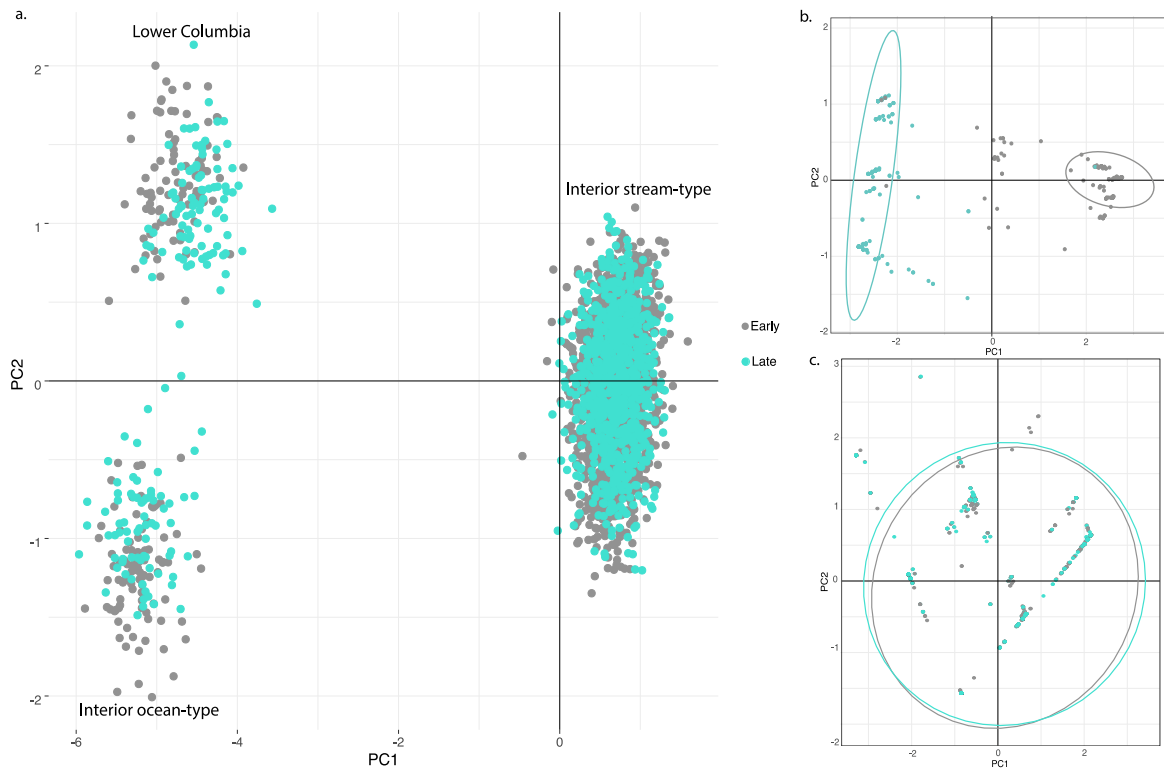 a.
Lower Columbia
Interior stream-type
Interior ocean-type
2
1
0
-1
-2
PC2
-6
-4
-2
0
PC1
Early
Late
b.
2
1
0
-1
-2
PC2
-2
0
2
PC1
c.
3
2
1
0
-1
-2
PC2
-2
0
2
PC1